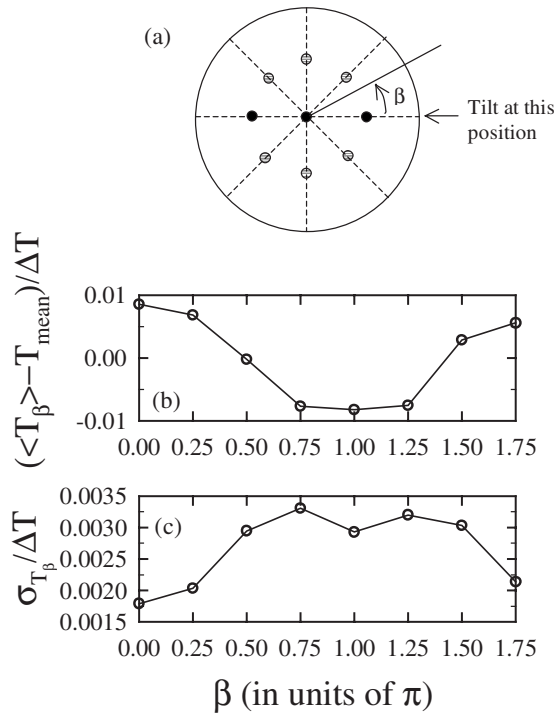 (a)
β
Tilt at this
position
(<T_β>−T_mean)/ΔT
0.01
0.00
-0.01
(b)
0.00 0.25 0.50 0.75 1.00 1.25 1.50 1.75
σ_T_β/ΔT
0.0035
0.0030
0.0025
0.0020
0.0015
(c)
0.00 0.25 0.50 0.75 1.00 1.25 1.50 1.75
β (in units of π)